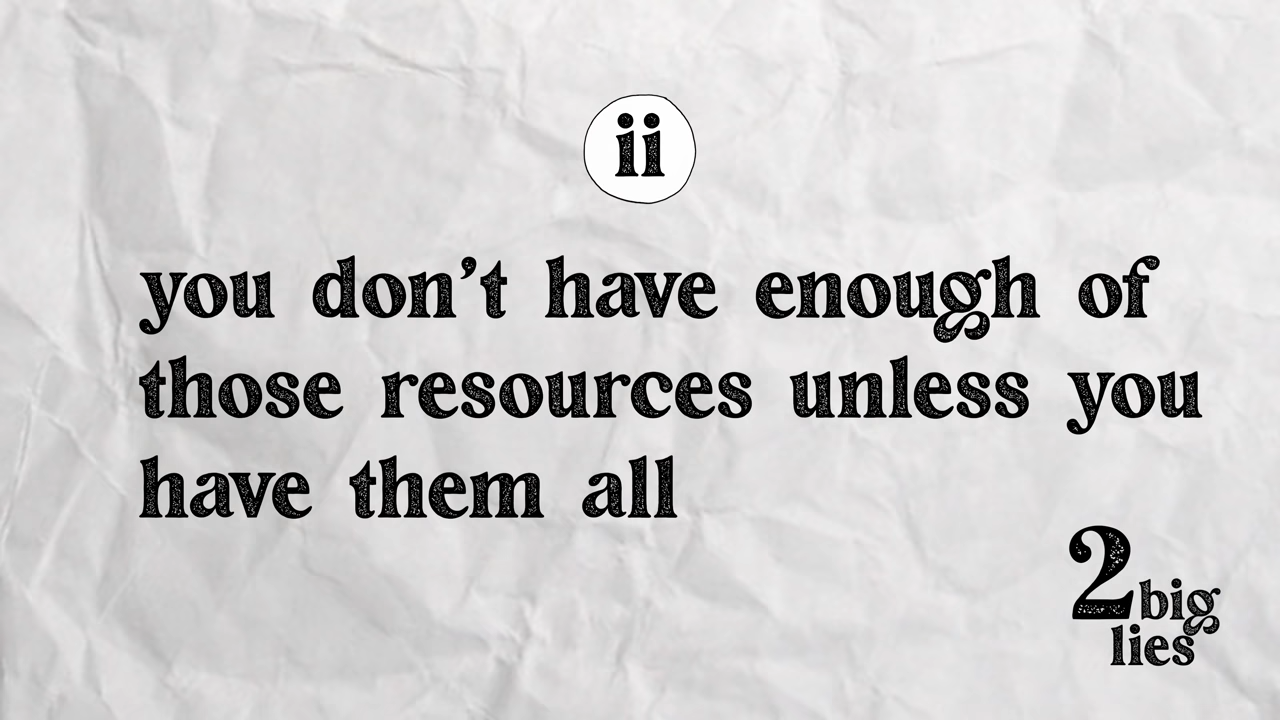 ii
you don’t have enough of
those resources unless you
have them all
2 big
lies